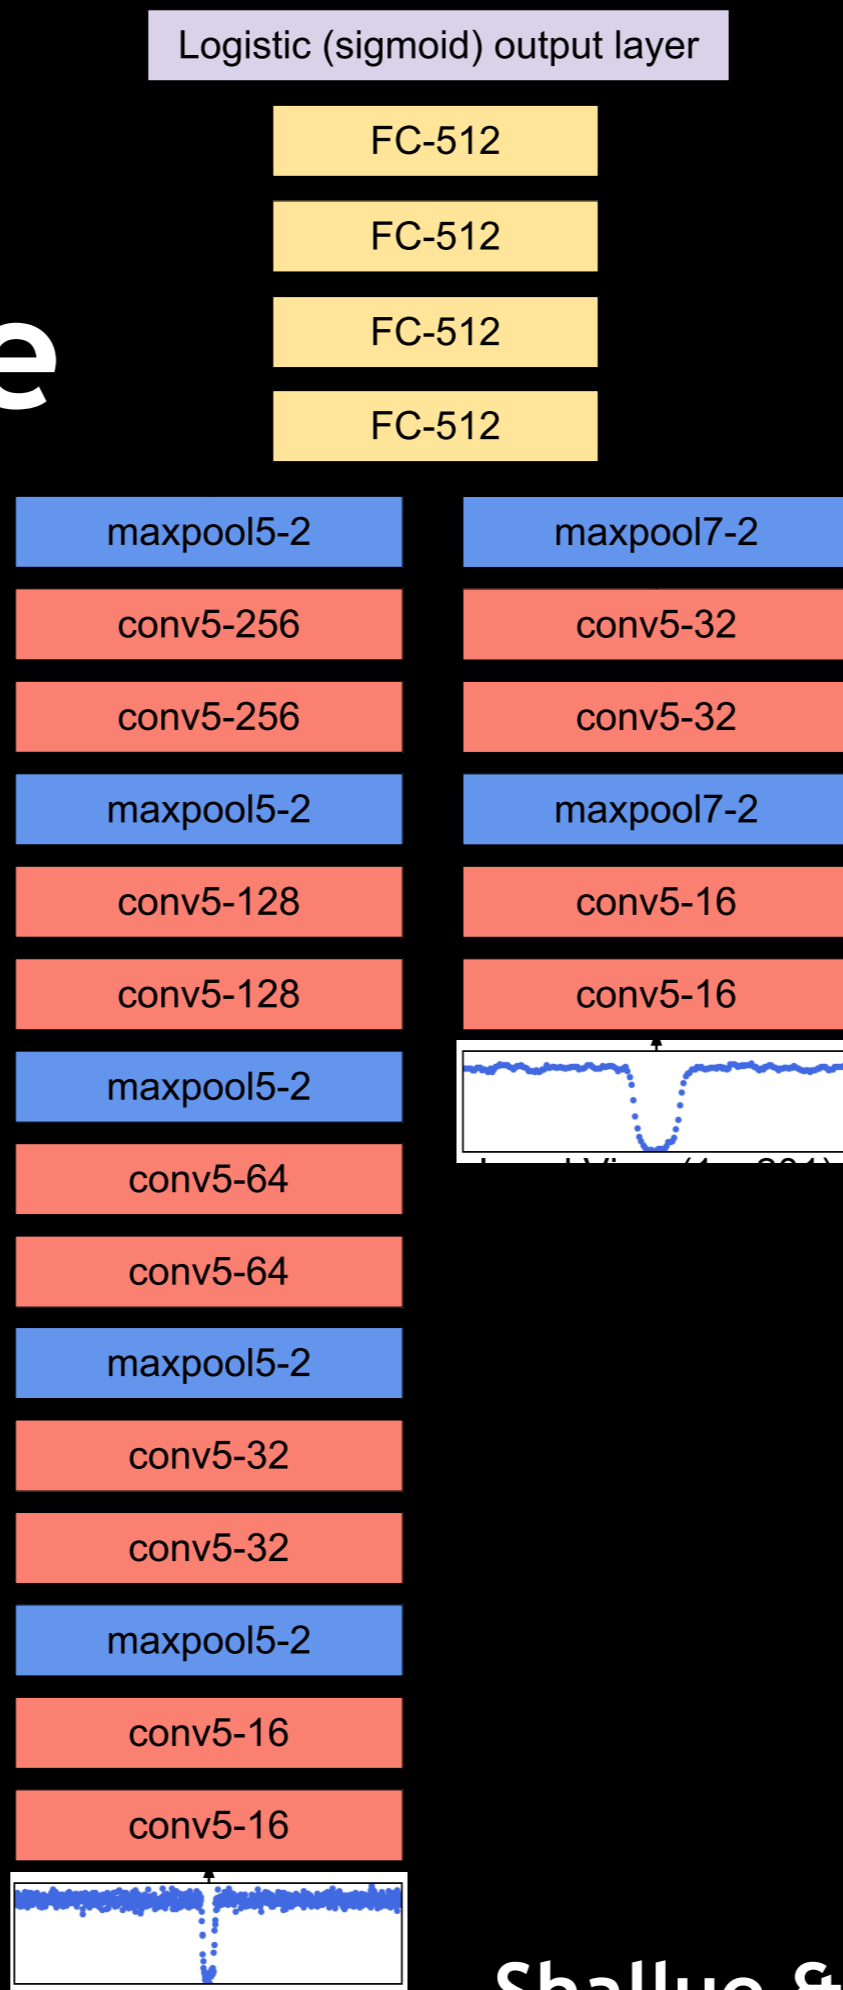 Logistic (sigmoid) output layer
FC-512
FC-512
e
FC-512
FC-512
maxpool5-2
conv5-256
conv5-256
maxpool5-2
conv5-128
conv5-128
maxpool5-2
conv5-64
conv5-64
maxpool5-2
conv5-32
conv5-32
maxpool5-2
conv5-16
conv5-16
maxpool7-2
conv5-32
conv5-32
maxpool7-2
conv5-16
conv5-16
Shallue &